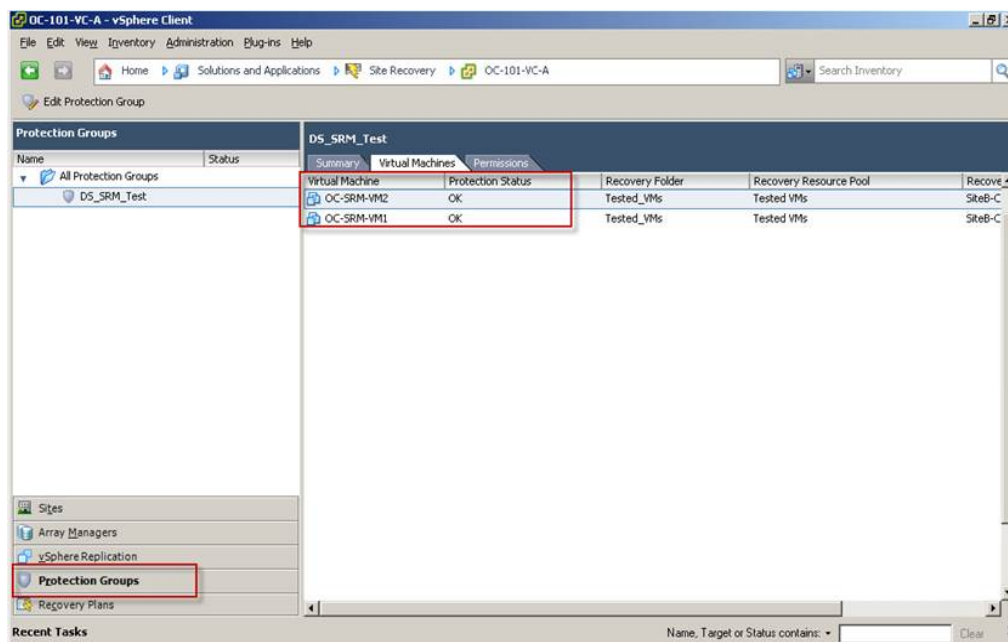 OC-101-VC-A - vSphere Client
File Edit View Inventory Administration Plug-ins Help
Home Solutions and Applications Site Recovery OC-101-VC-A Search Inventory
Edit Protection Group
Protection Groups
Name Status
All Protection Groups
DS_SRM_Test
DS_SRM_Test
Summary Virtual Machines Permissions
Virtual Machine Protection Status Recovery Folder Recovery Resource Pool Recove
OC-SRM-VM2 OK Tested_VMs Tested VMs SiteB-C
OC-SRM-VM1 OK Tested_VMs Tested VMs SiteB-C
Sites
Array Managers
vSphere Replication
Protection Groups
Recovery Plans
Recent Tasks Name, Target or Status contains: Clear